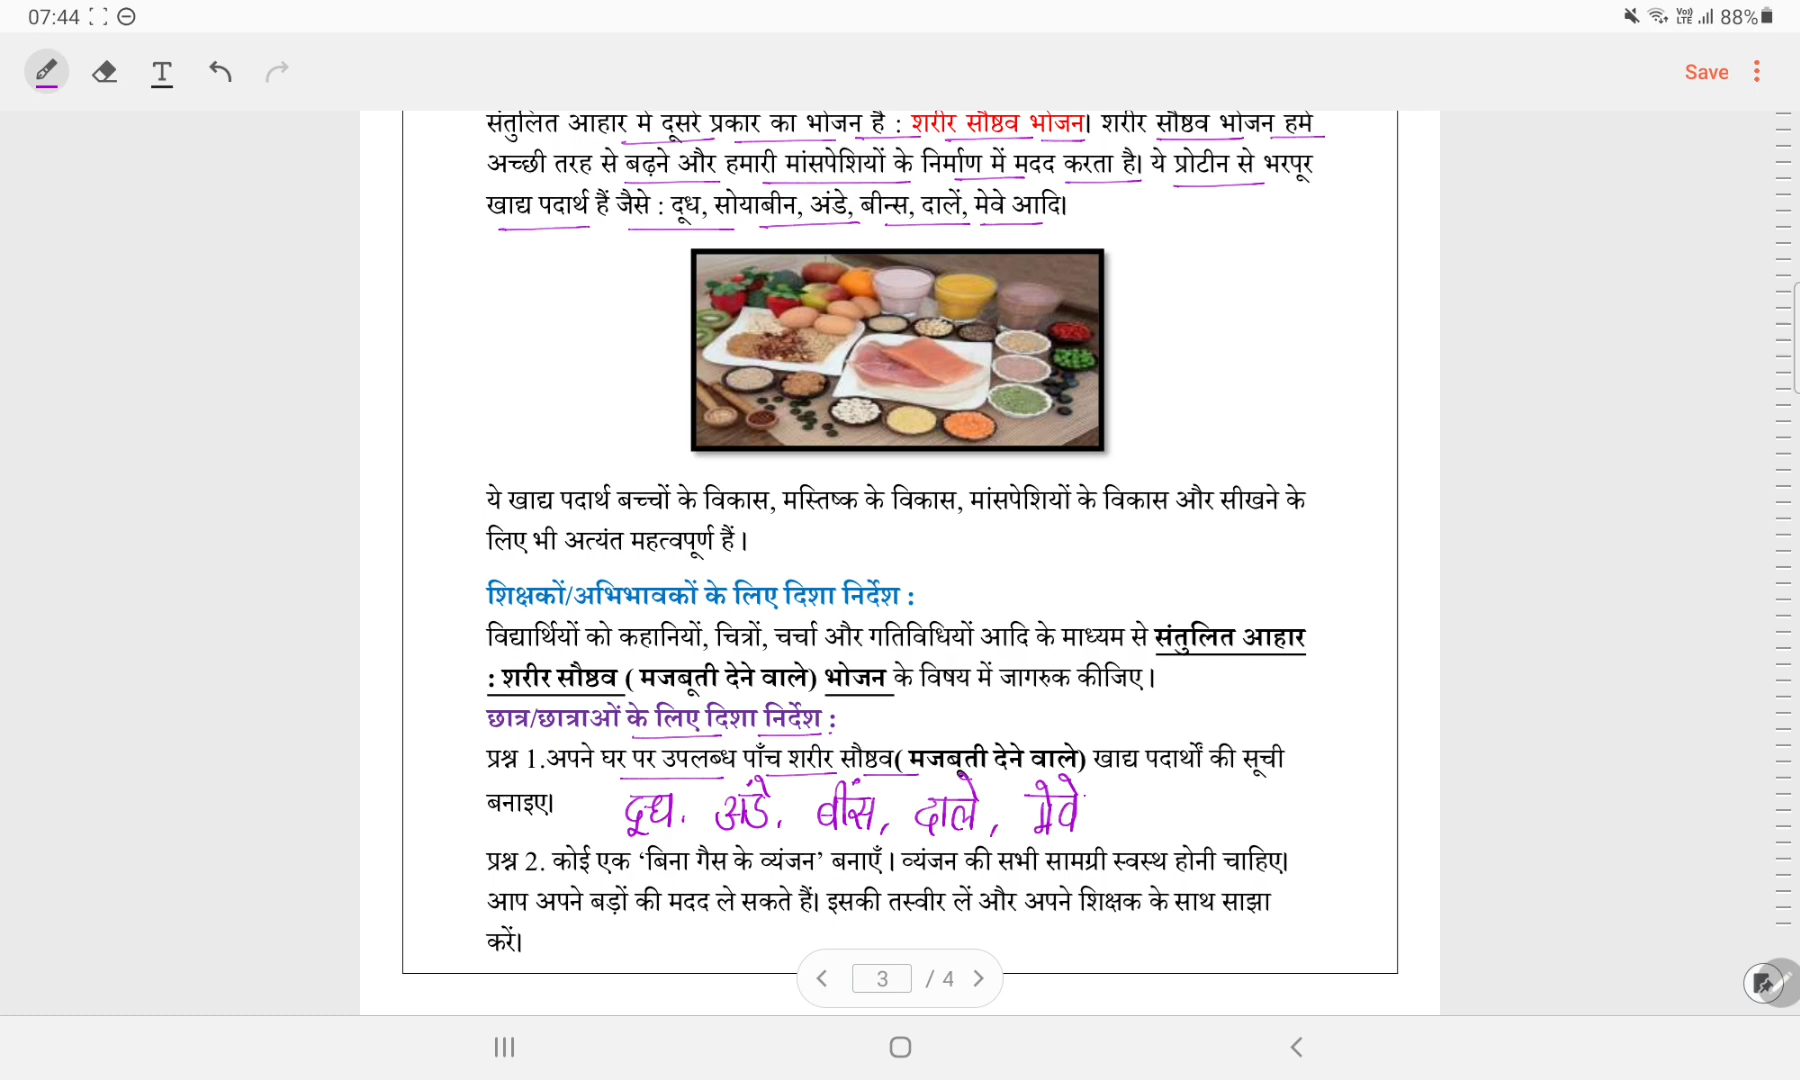 07:44
88%
Save
संतुलित आहार में दूसरे प्रकार का भोजन है : शरीर सौष्ठव भोजन। शरीर सौष्ठव भोजन हमें
अच्छी तरह से बढ़ने और हमारी मांसपेशियों के निर्माण में मदद करता है। ये प्रोटीन से भरपूर
खाद्य पदार्थ हैं जैसे : दूध, सोयाबीन, अंडे, बीन्स, दालें, मेवे आदि।
ये खाद्य पदार्थ बच्चों के विकास, मस्तिष्क के विकास, मांसपेशियों के विकास और सीखने के
लिए भी अत्यंत महत्वपूर्ण हैं ।
शिक्षकों/अभिभावकों के लिए दिशा निर्देश :
विद्यार्थियों को कहानियों, चित्रों, चर्चा और गतिविधियों आदि के माध्यम से संतुलित आहार
: शरीर सौष्ठव ( मजबूती देने वाले) भोजन के विषय में जागरुक कीजिए ।
छात्र/छात्राओं के लिए दिशा निर्देश :
प्रश्न 1.अपने घर पर उपलब्ध पाँच शरीर सौष्ठव( मजबूती देने वाले) खाद्य पदार्थों की सूची
बनाइए। दूध. अंडे. बींस, दाले, मेवे
प्रश्न 2. कोई एक ‘बिना गैस के व्यंजन’ बनाएँ । व्यंजन की सभी सामग्री स्वस्थ होनी चाहिए।
आप अपने बड़ों की मदद ले सकते हैं। इसकी तस्वीर लें और अपने शिक्षक के साथ साझा
करें।
3 / 4